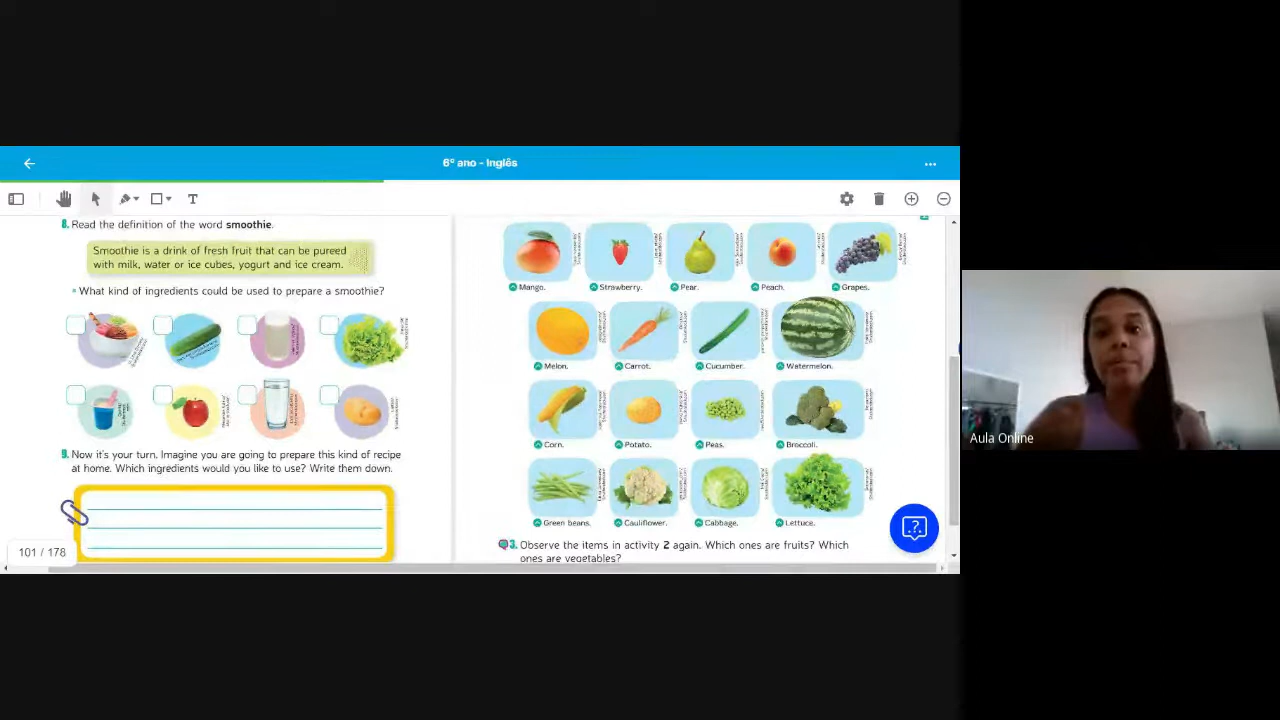 6º ano - Inglês
8. Read the definition of the word smoothie.
Smoothie is a drink of fresh fruit that can be pureed
with milk, water or ice cubes, yogurt and ice cream.
What kind of ingredients could be used to prepare a smoothie?
9. Now it's your turn. Imagine you are going to prepare this kind of recipe
at home. Which ingredients would you like to use? Write them down.
101 / 178
Mango.
Strawberry.
Pear.
Peach.
Grapes.
Melon.
Carrot.
Cucumber.
Watermelon.
Corn.
Potato.
Peas.
Broccoli.
Green beans.
Cauliflower.
Cabbage.
Lettuce.
3. Observe the items in activity 2 again. Which ones are fruits? Which
ones are vegetables?
Aula Online